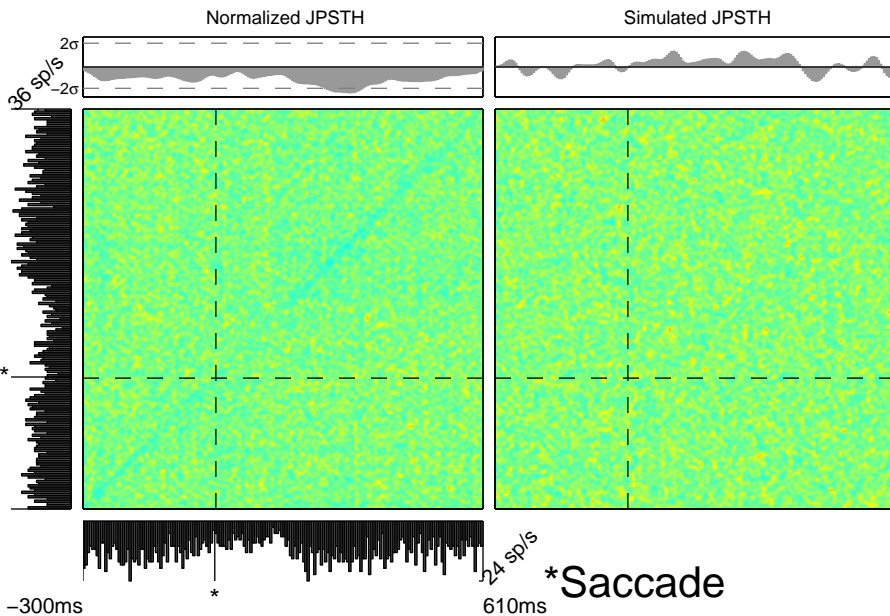 Normalized JPSTH
Simulated JPSTH
2σ
−2σ
36 sp/s
*
24 sp/s
*
*Saccade
−300ms
610ms